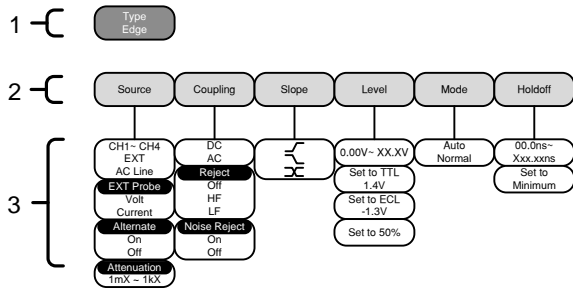 1
Type
Edge
2
Source
Coupling
Slope
Level
Mode
Holdoff
3
CH1~ CH4
EXT
AC Line
EXT Probe
Volt
Current
Alternate
On
Off
Attenuation
1mX ~ 1kX
DC
AC
Reject
Off
HF
LF
Noise Reject
On
Off
0.00V~ XX.XV
Set to TTL
1.4V
Set to ECL
-1.3V
Set to 50%
Auto
Normal
00.0ns~
Xxx.xxns
Set to
Minimum